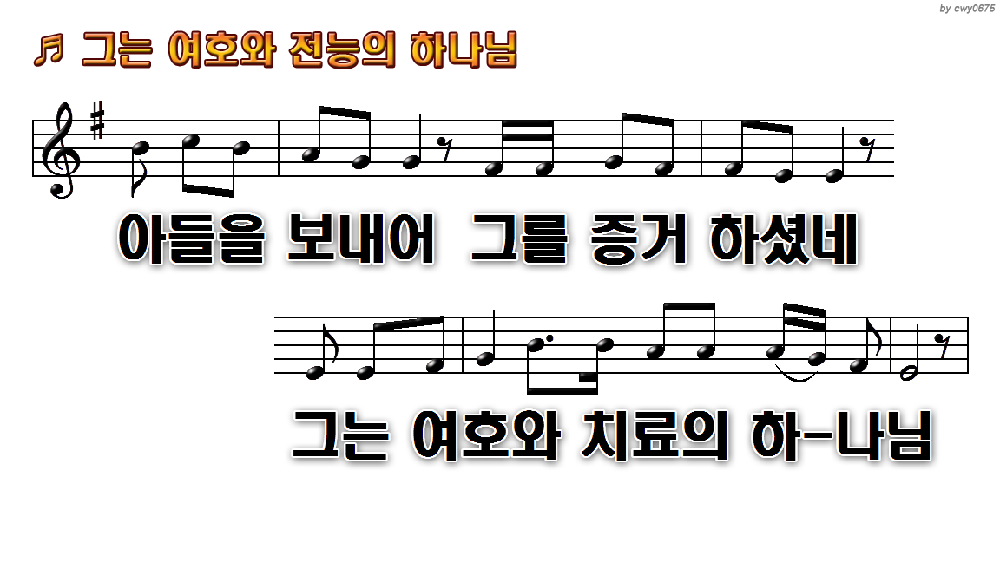 by cwy0675
♬ 그는 여호와 전능의 하나님
아들을 보내어 그를 증거 하셨네
그는 여호와 치료의 하-나님